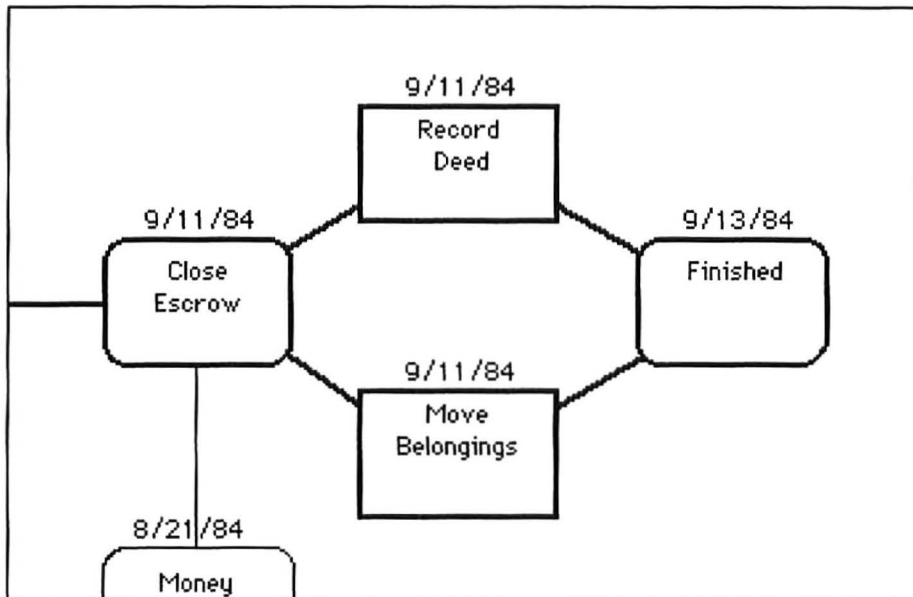 9/11/84
Record
Deed
9/11/84
Close
Escrow
9/13/84
Finished
9/11/84
Move
Belongings
8/21/84
Money